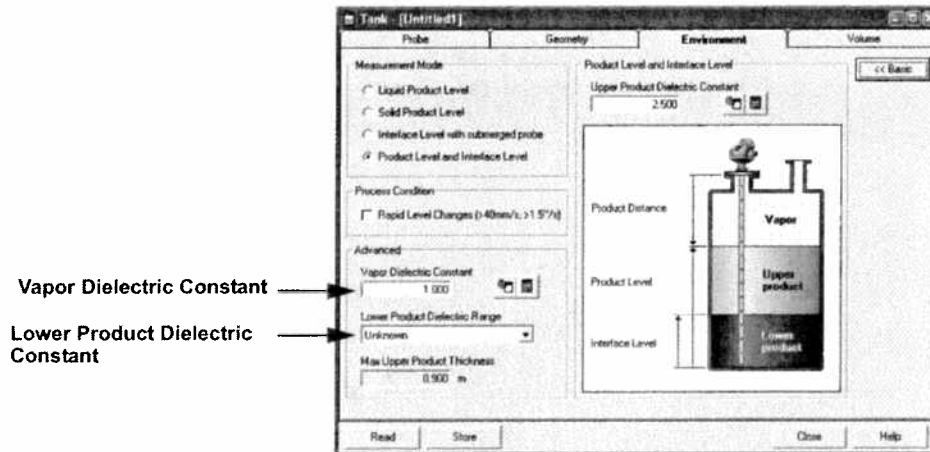 Tank - [Untitled1]
Probe
Geometry
Environment
Volume
Measurement Mode
Liquid Product Level
Solid Product Level
Interface Level with submerged probe
Product Level and Interface Level
Process Condition
Rapid Level Changes (>40mm/s, >1.5"/s)
Advanced
Vapor Dielectric Constant
1.000
Lower Product Dielectric Range
Unknown
Max Upper Product Thickness
0.900 m
Product Level and Interface Level
Upper Product Dielectric Constant
2.500
<< Basic
Product Distance
Vapor
Product Level
Upper
product
Interface Level
Lower
product
Read
Store
Close
Help
Vapor Dielectric Constant
Lower Product Dielectric
Constant